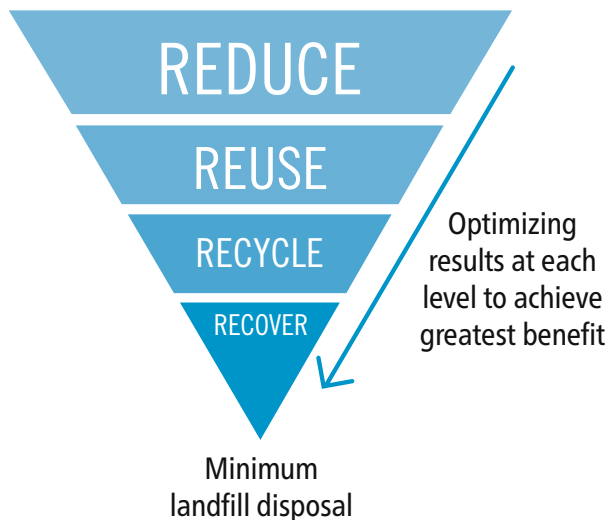 REDUCE
REUSE
RECYCLE
RECOVER
Optimizing
results at each
level to achieve
greatest benefit
Minimum
landfill disposal